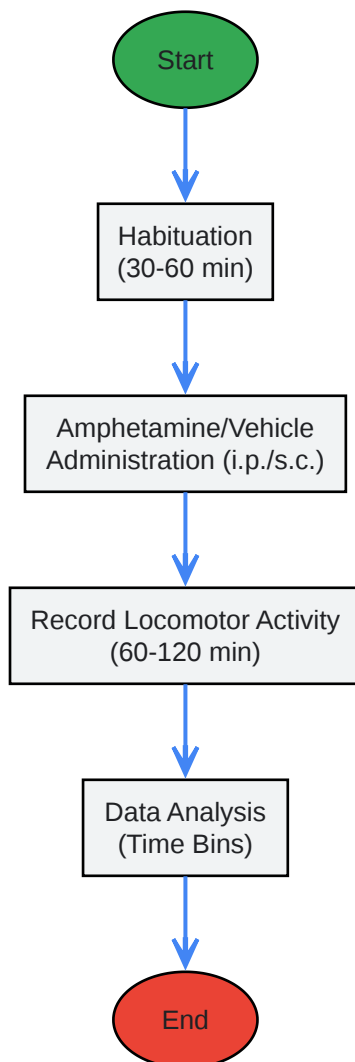 Start
Habituation
(30-60 min)
Amphetamine/Vehicle
Administration (i.p./s.c.)
Record Locomotor Activity
(60-120 min)
Data Analysis
(Time Bins)
End